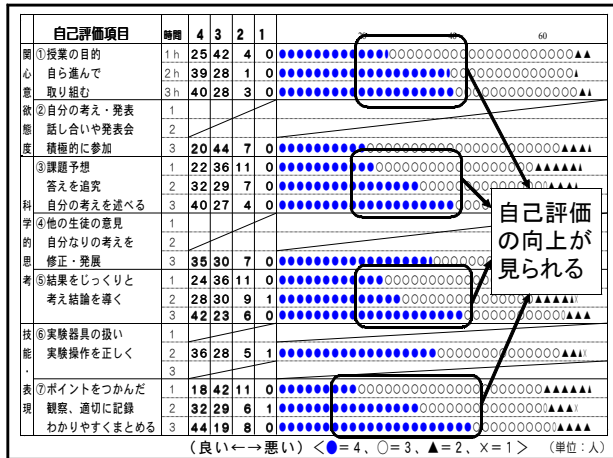 自己評価項目 時間 4 3 2 1 20 40 60
関 ①授業の目的 1h 25 42 4 0
心 自ら進んで 2h 39 28 1 0
意 取り組む 3h 40 28 3 0
欲 ②自分の考え・発表 1
態 話し合いや発表会 2
度 積極的に参加 3 20 44 7 0
③課題予想 1 22 36 11 0
答えを追究 2 32 29 7 0
科 自分の考えを述べる 3 40 27 4 0
学 ④他の生徒の意見 1
的 自分なりの考えを 2
思 修正・発展 3 35 30 7 0
考 ⑤結果をじっくりと 1 24 36 11 0
考え結論を導く 2 28 30 9 1
3 42 23 6 0
技 ⑥実験器具の扱い 1
能 実験操作を正しく 2 36 28 5 1
・ 3
表 ⑦ポイントをつかんだ 1 18 42 11 0
現 観察、適切に記録 2 32 29 6 1
わかりやすくまとめる 3 44 19 8 0
自己評価
の向上が
見られる
(良い←→悪い) <●=4、○=3、▲=2、×=1> (単位：人)